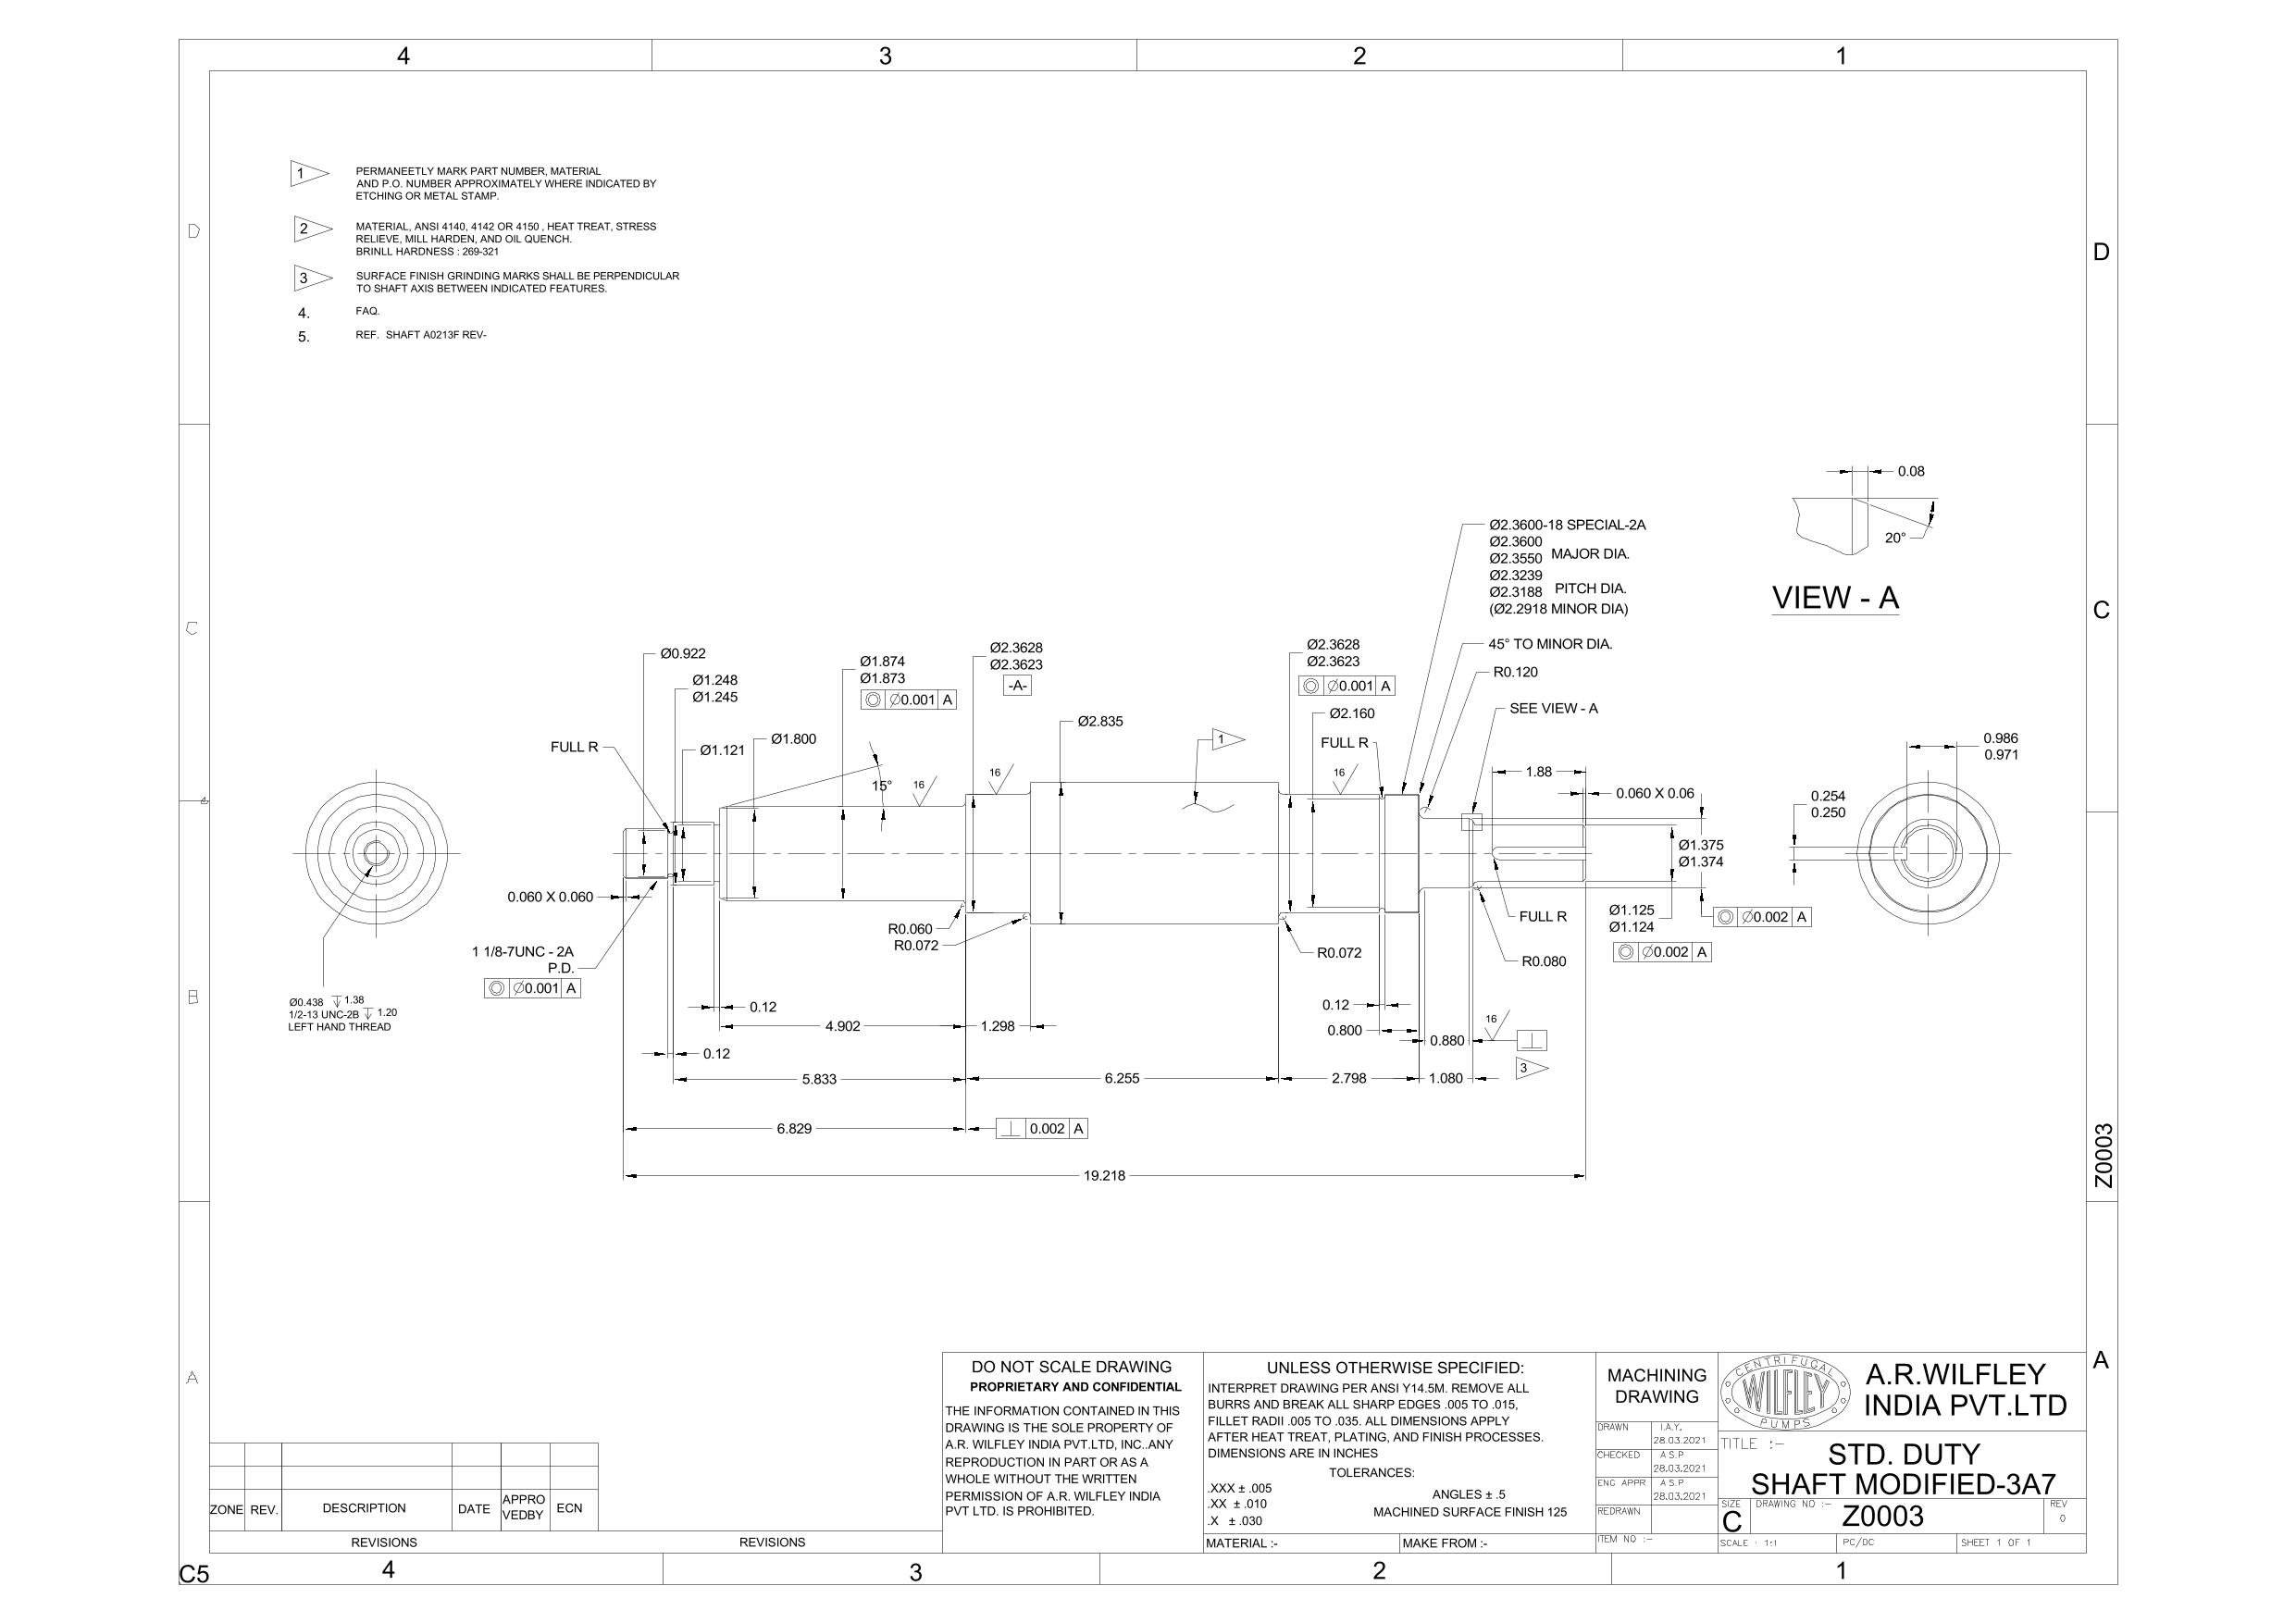 4 3 2 1
D
C
B
A
D
C
Z0003
A
1
PERMANEETLY MARK PART NUMBER, MATERIAL
AND P.O. NUMBER APPROXIMATELY WHERE INDICATED BY
ETCHING OR METAL STAMP.
2
MATERIAL, ANSI 4140, 4142 OR 4150 , HEAT TREAT, STRESS
RELIEVE, MILL HARDEN, AND OIL QUENCH.
BRINLL HARDNESS : 269-321
3
SURFACE FINISH GRINDING MARKS SHALL BE PERPENDICULAR
TO SHAFT AXIS BETWEEN INDICATED FEATURES.
4. FAQ.
5. REF. SHAFT A0213F REV-
0.08
20°
VIEW - A
Ø2.3600-18 SPECIAL-2A
Ø2.3600
Ø2.3550 MAJOR DIA.
Ø2.3239
Ø2.3188 PITCH DIA.
(Ø2.2918 MINOR DIA)
45° TO MINOR DIA.
R0.120
SEE VIEW - A
Ø0.922
Ø1.248
Ø1.245
Ø1.121
Ø1.800
FULL R
Ø1.874
Ø1.873
Ø0.001 A
15°
16
Ø2.3628
Ø2.3623
-A-
16
Ø2.835
1
Ø2.3628
Ø2.3623
Ø0.001 A
Ø2.160
FULL R
16
1.88
0.060 X 0.06
Ø1.375
Ø1.374
Ø0.002 A
Ø1.125
Ø1.124
Ø0.002 A
0.986
0.971
0.254
0.250
0.060 X 0.060
1 1/8-7UNC - 2A
P.D.
Ø0.001 A
Ø0.438 ↧ 1.38
1/2-13 UNC-2B ↧ 1.20
LEFT HAND THREAD
R0.060
R0.072
R0.072
FULL R
R0.080
0.12
4.902
1.298
0.12
0.12
0.800
0.880
16
⊥
3
5.833
6.255
2.798
1.080
6.829
⊥ 0.002 A
19.218
DO NOT SCALE DRAWING
PROPRIETARY AND CONFIDENTIAL
THE INFORMATION CONTAINED IN THIS
DRAWING IS THE SOLE PROPERTY OF
A.R. WILFLEY INDIA PVT.LTD, INC..ANY
REPRODUCTION IN PART OR AS A
WHOLE WITHOUT THE WRITTEN
PERMISSION OF A.R. WILFLEY INDIA
PVT LTD. IS PROHIBITED.
UNLESS OTHERWISE SPECIFIED:
INTERPRET DRAWING PER ANSI Y14.5M. REMOVE ALL
BURRS AND BREAK ALL SHARP EDGES .005 TO .015,
FILLET RADII .005 TO .035. ALL DIMENSIONS APPLY
AFTER HEAT TREAT, PLATING, AND FINISH PROCESSES.
DIMENSIONS ARE IN INCHES
TOLERANCES:
.XXX ± .005
.XX ± .010
.X ± .030
ANGLES ± .5
MACHINED SURFACE FINISH 125
MATERIAL :-
MAKE FROM :-
MACHINING
DRAWING
DRAWN I.A.Y.
28.03.2021
CHECKED A S.P
28.03.2021
ENG APPR A S.P
28.03.2021
REDRAWN
ITEM NO :-
CENTRIFUGAL
WILFLEY
PUMPS
A.R.WILFLEY
INDIA PVT.LTD
TITLE :-
STD. DUTY
SHAFT MODIFIED-3A7
SIZE
C
DRAWING NO :-
Z0003
REV
0
SCALE : 1:1
PC/DC
SHEET 1 OF 1
ZONE REV. DESCRIPTION DATE APPRO
VEDBY ECN
REVISIONS
REVISIONS
C5 4 3 2 1